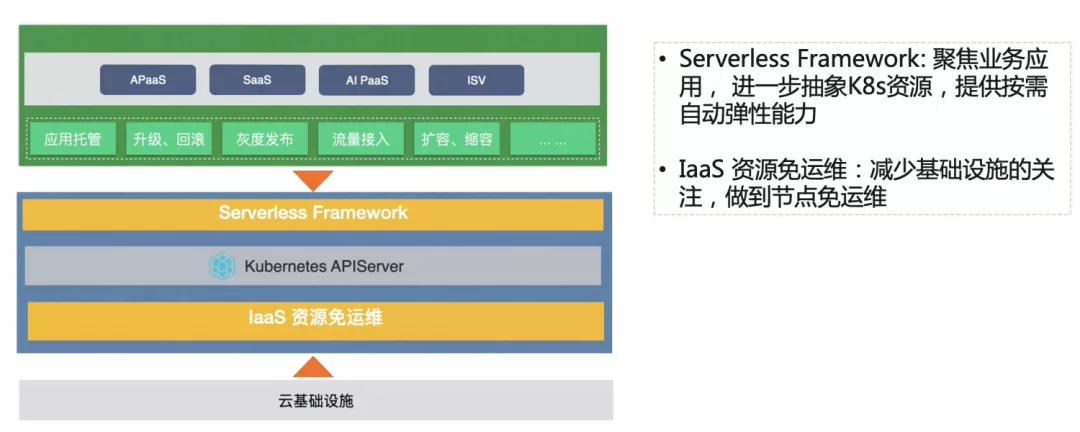 APaaS
SaaS
AI PaaS
ISV
应用托管
升级、回滚
灰度发布
流量接入
扩容、缩容
... ...
Serverless Framework
Kubernetes APIServer
IaaS 资源免运维
云基础设施
• Serverless Framework: 聚焦业务应
用， 进一步抽象K8s资源，提供按需
自动弹性能力
• IaaS 资源免运维：减少基础设施的关
注，做到节点免运维